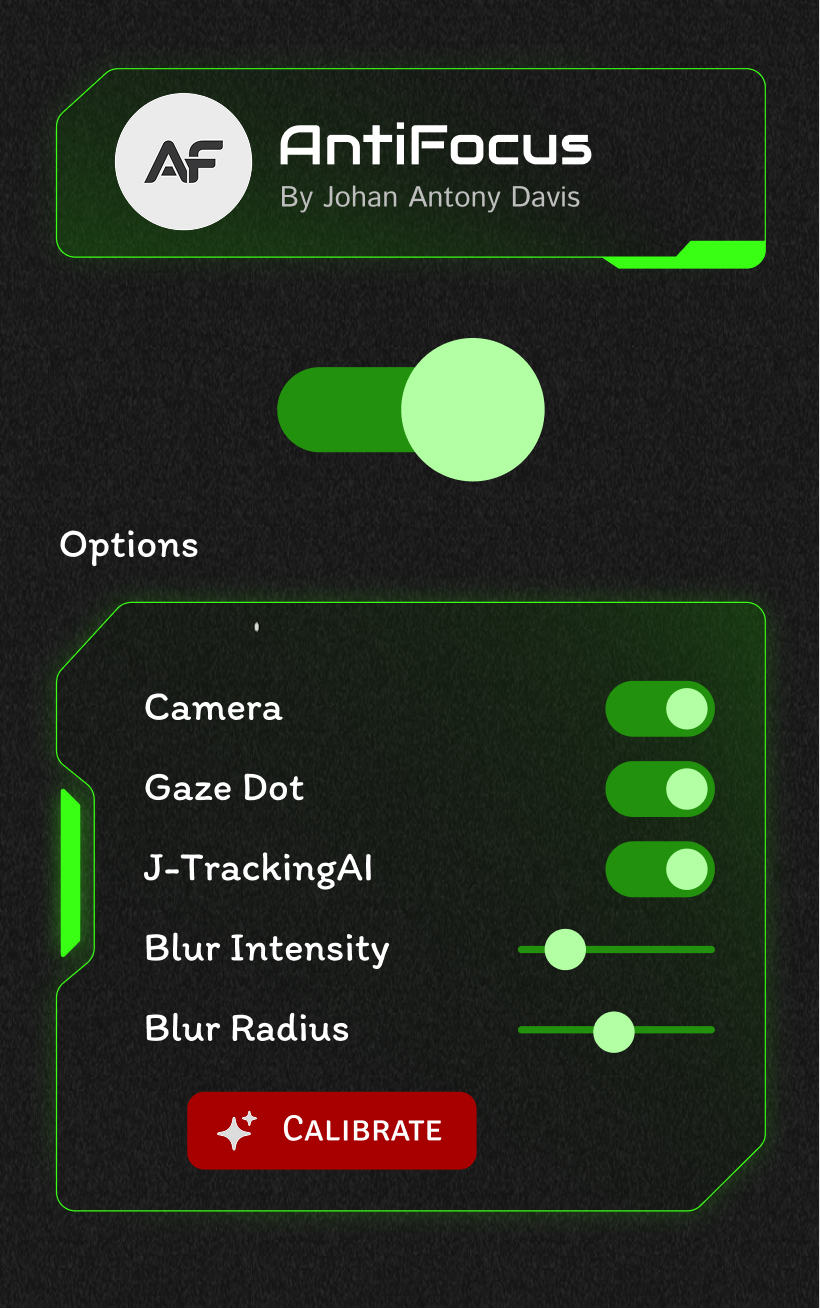 AF
AntiFocus
By Johan Antony Davis
Options
Camera
Gaze Dot
J-TrackingAI
Blur Intensity
Blur Radius
CALIBRATE